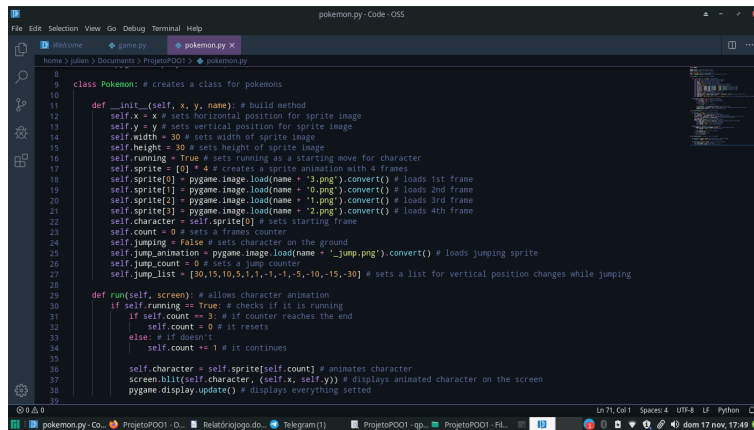 pokemon.py - Code - OSS
File Edit Selection View Go Debug Terminal Help
Welcome game.py pokemon.py ×
home > julien > Documents > ProjetoPOO1 > pokemon.py
8
9 class Pokemon: # creates a class for pokemons
10
11 def __init__(self, x, y, name): # build method
12 self.x = x # sets horizontal position for sprite image
13 self.y = y # sets vertical position for sprite image
14 self.width = 30 # sets width of sprite image
15 self.height = 30 # sets height of sprite image
16 self.running = True # sets running as a starting move for character
17 self.sprite = [0] * 4 # creates a sprite animation with 4 frames
18 self.sprite[0] = pygame.image.load(name + '3.png').convert() # loads 1st frame
19 self.sprite[1] = pygame.image.load(name + '0.png').convert() # loads 2nd frame
20 self.sprite[2] = pygame.image.load(name + '1.png').convert() # loads 3rd frame
21 self.sprite[3] = pygame.image.load(name + '2.png').convert() # loads 4th frame
22 self.character = self.sprite[0] # sets starting frame
23 self.count = 0 # sets a frames counter
24 self.jumping = False # sets character on the ground
25 self.jump_animation = pygame.image.load(name + '_jump.png').convert() # loads jumping sprite
26 self.jump_count = 0 # sets a jump counter
27 self.jump_list = [30,15,10,5,1,1,-1,-1,-5,-10,-15,-30] # sets a list for vertical position changes while jumping
28
29 def run(self, screen): # allows character animation
30 if self.running == True: # checks if it is running
31 if self.count == 3: # if counter reaches the end
32 self.count = 0 # it resets
33 else: # if doesn't
34 self.count += 1 # it continues
35
36 self.character = self.sprite[self.count] # animates character
37 screen.blit(self.character, (self.x, self.y)) # displays animated character on the screen
38 pygame.display.update() # displays everything setted
39
0 0 Ln 71, Col 1 Spaces: 4 UTF-8 LF Python
pokemon.py - Co... ProjetoPOO1 - O... RelatórioJogo.do... Telegram (1) ProjetoPOO1 - qp... ProjetoPOO1 - Fil... dom 17 nov, 17:49